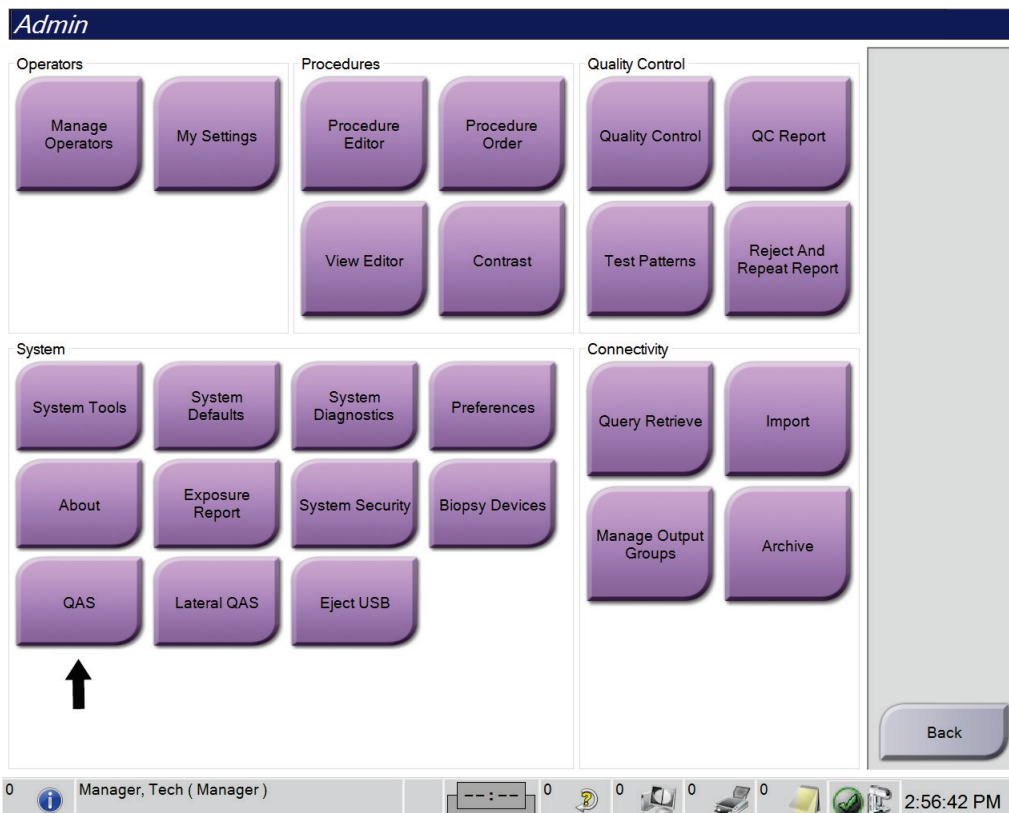 Admin
Operators
Manage
Operators
My Settings
Procedures
Procedure
Editor
Procedure
Order
View Editor
Contrast
Quality Control
Quality Control
QC Report
Test Patterns
Reject And
Repeat Report
System
System Tools
System
Defaults
System
Diagnostics
Preferences
About
Exposure
Report
System Security
Biopsy Devices
QAS
Lateral QAS
Eject USB
Connectivity
Query Retrieve
Import
Manage Output
Groups
Archive
Back
0 Manager, Tech ( Manager ) --:-- 0 0 0 0 2:56:42 PM